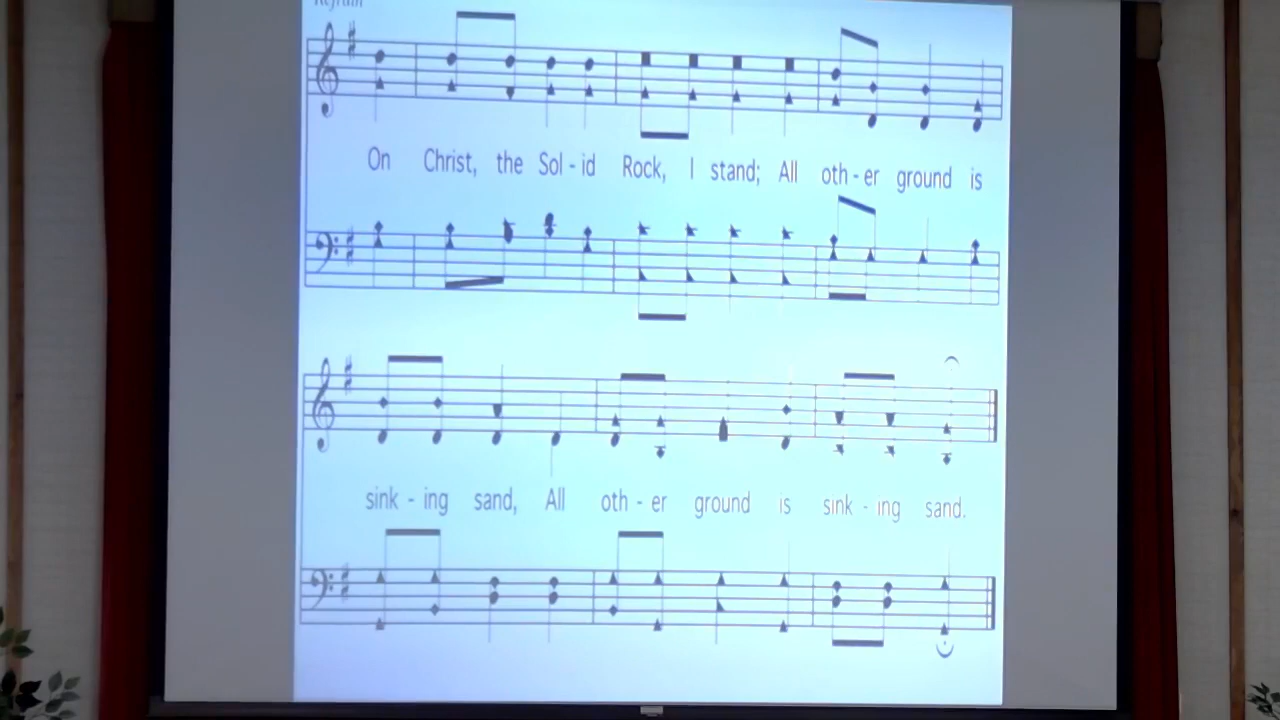 Refrain
On Christ, the Sol - id Rock, I stand; All oth - er ground is
sink - ing sand, All oth - er ground is sink - ing sand.